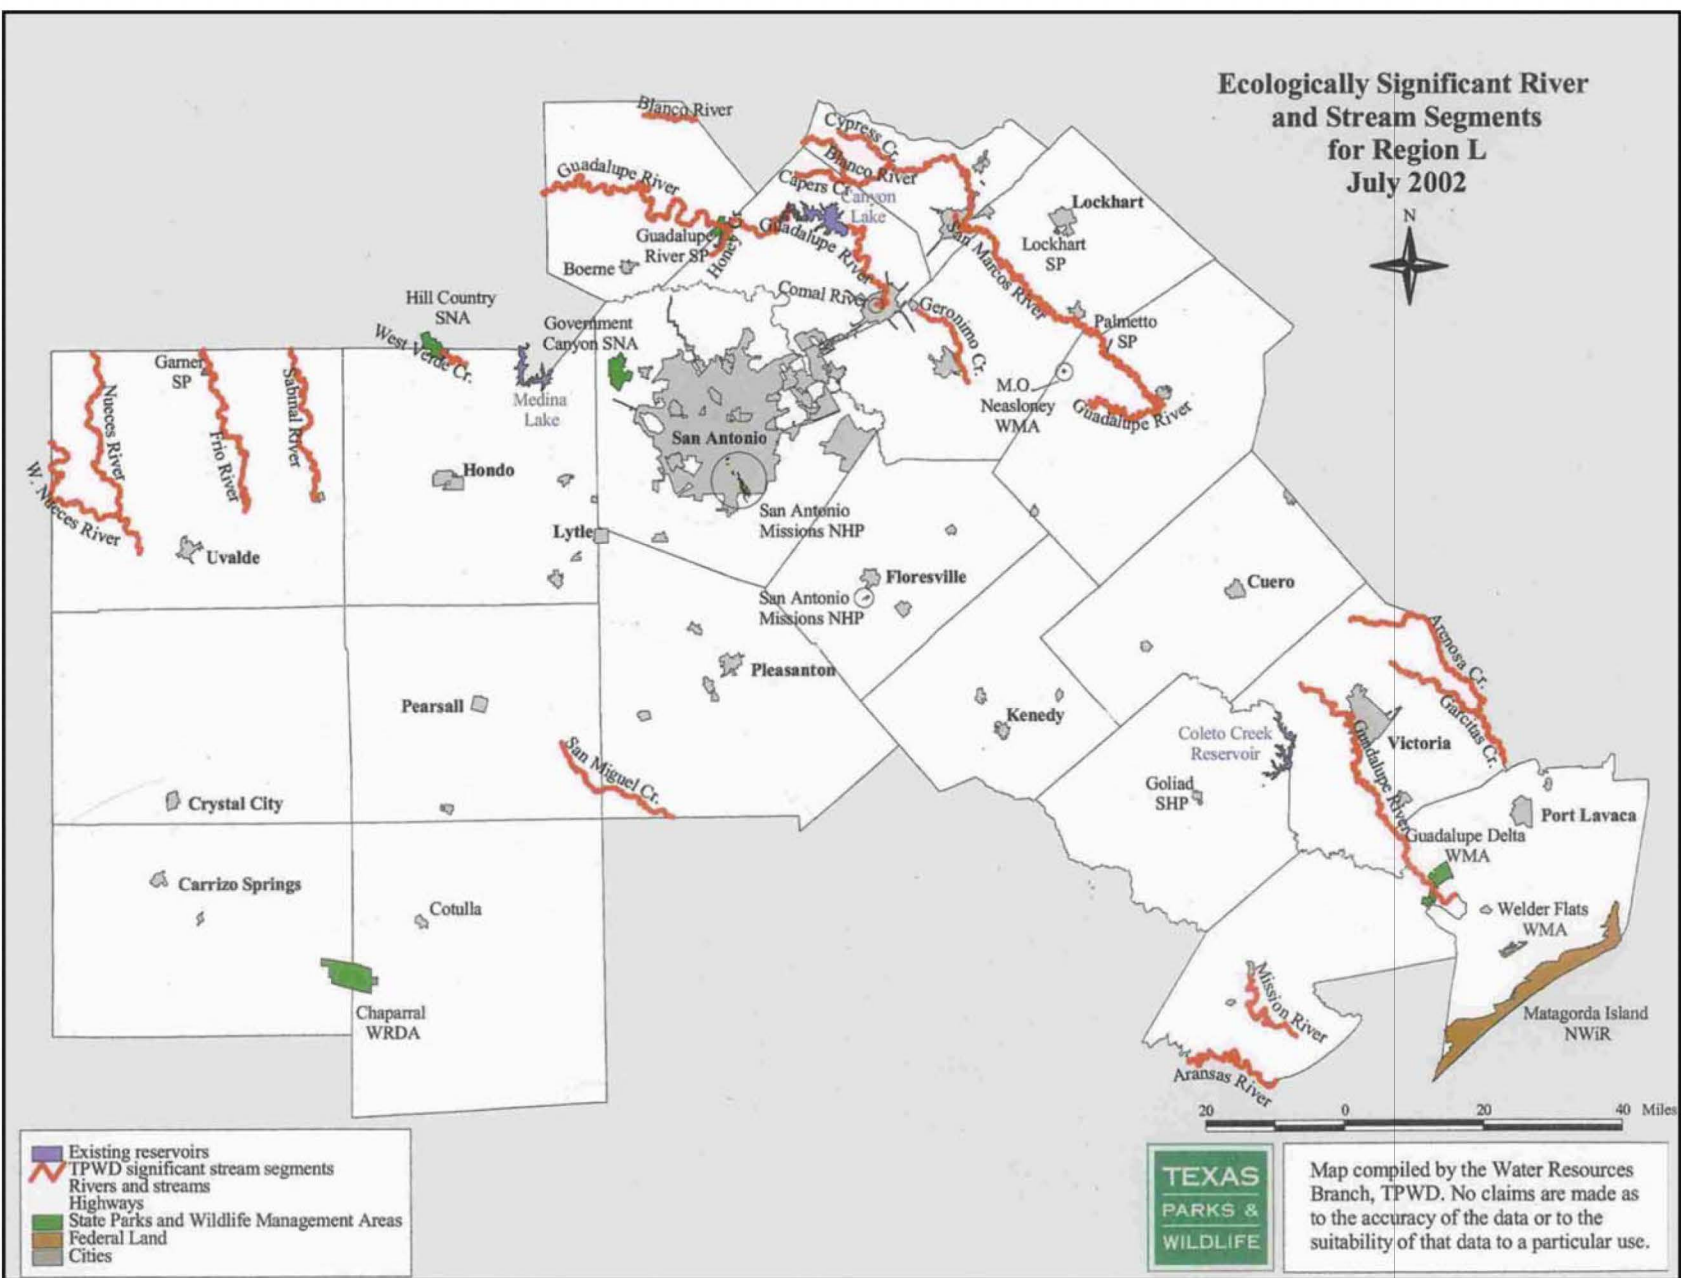 Ecologically Significant River
and Stream Segments
for Region L
July 2002
N
Blanco River
Cypress Cr.
Blanco River
Guadalupe River
Capers Cr.
Canyon
Lake
Lockhart
Guadalupe
River SP
Honey Cr.
Guadalupe River
San Marcos River
Lockhart
SP
Boerne
Comal River
Geronimo Cr.
Hill Country
SNA
Government
Canyon SNA
Palmetto
SP
West Verde Cr.
Garner
SP
Sabinal River
Nueces River
Frio River
Medina
Lake
M.O.
Neasloney
WMA
Guadalupe River
San Antonio
Hondo
W. Nueces River
San Antonio
Missions NHP
Lytle
Uvalde
Floresville
Cuero
San Antonio
Missions NHP
Arenosa Cr.
Pleasanton
Pearsall
Kenedy
Garcitas Cr.
Coleto Creek
Reservoir
Guadalupe River
Victoria
San Miguel Cr.
Goliad
SHP
Crystal City
Port Lavaca
Guadalupe Delta
WMA
Carrizo Springs
Cotulla
Welder Flats
WMA
Mission River
Chaparral
WRDA
Matagorda Island
NWiR
Aransas River
20 0 20 40 Miles
Existing reservoirs
TPWD significant stream segments
Rivers and streams
Highways
State Parks and Wildlife Management Areas
Federal Land
Cities
TEXAS
PARKS &
WILDLIFE
Map compiled by the Water Resources
Branch, TPWD. No claims are made as
to the accuracy of the data or to the
suitability of that data to a particular use.